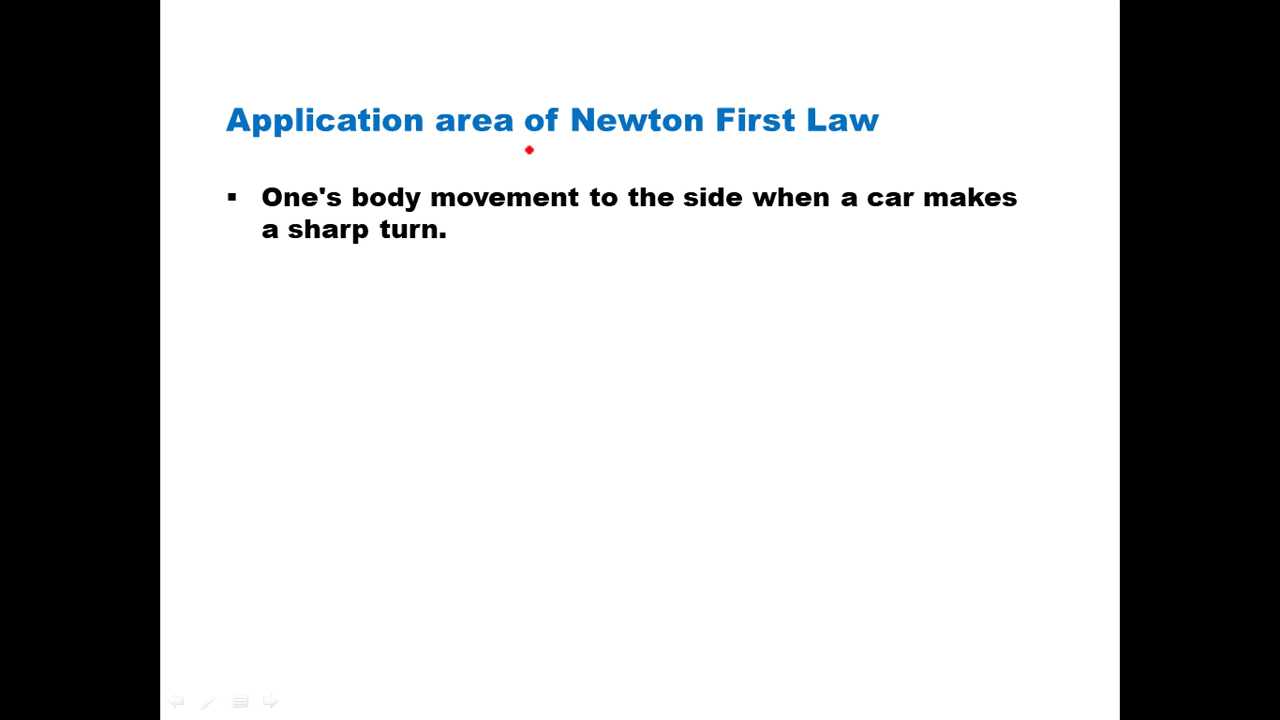 Application area of Newton First Law
▪ One's body movement to the side when a car makes
a sharp turn.